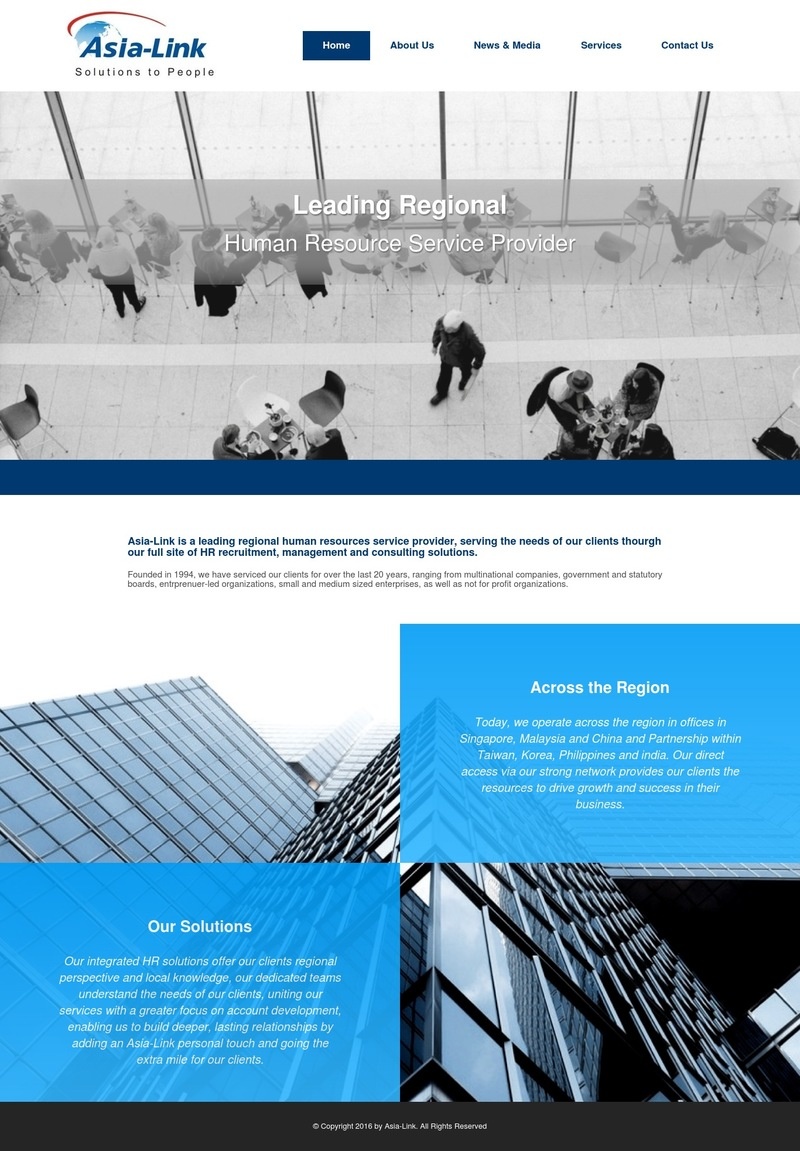 Asia-Link
Solutions to People
Home
About Us
News & Media
Services
Contact Us
Leading Regional
Human Resource Service Provider
Asia-Link is a leading regional human resources service provider, serving the needs of our clients thourgh
our full site of HR recruitment, management and consulting solutions.
Founded in 1994, we have serviced our clients for over the last 20 years, ranging from multinational companies, government and statutory
boards, entrprenuer-led organizations, small and medium sized enterprises, as well as not for profit organizations.
Across the Region
Today, we operate across the region in offices in
Singapore, Malaysia and China and Partnership within
Taiwan, Korea, Philippines and india. Our direct
access via our strong network provides our clients the
resources to drive growth and success in their
business.
Our Solutions
Our integrated HR solutions offer our clients regional
perspective and local knowledge, our dedicated teams
understand the needs of our clients, uniting our
services with a greater focus on account development,
enabling us to build deeper, lasting relationships by
adding an Asia-Link personal touch and going the
extra mile for our clients.
© Copyright 2016 by Asia-Link. All Rights Reserved